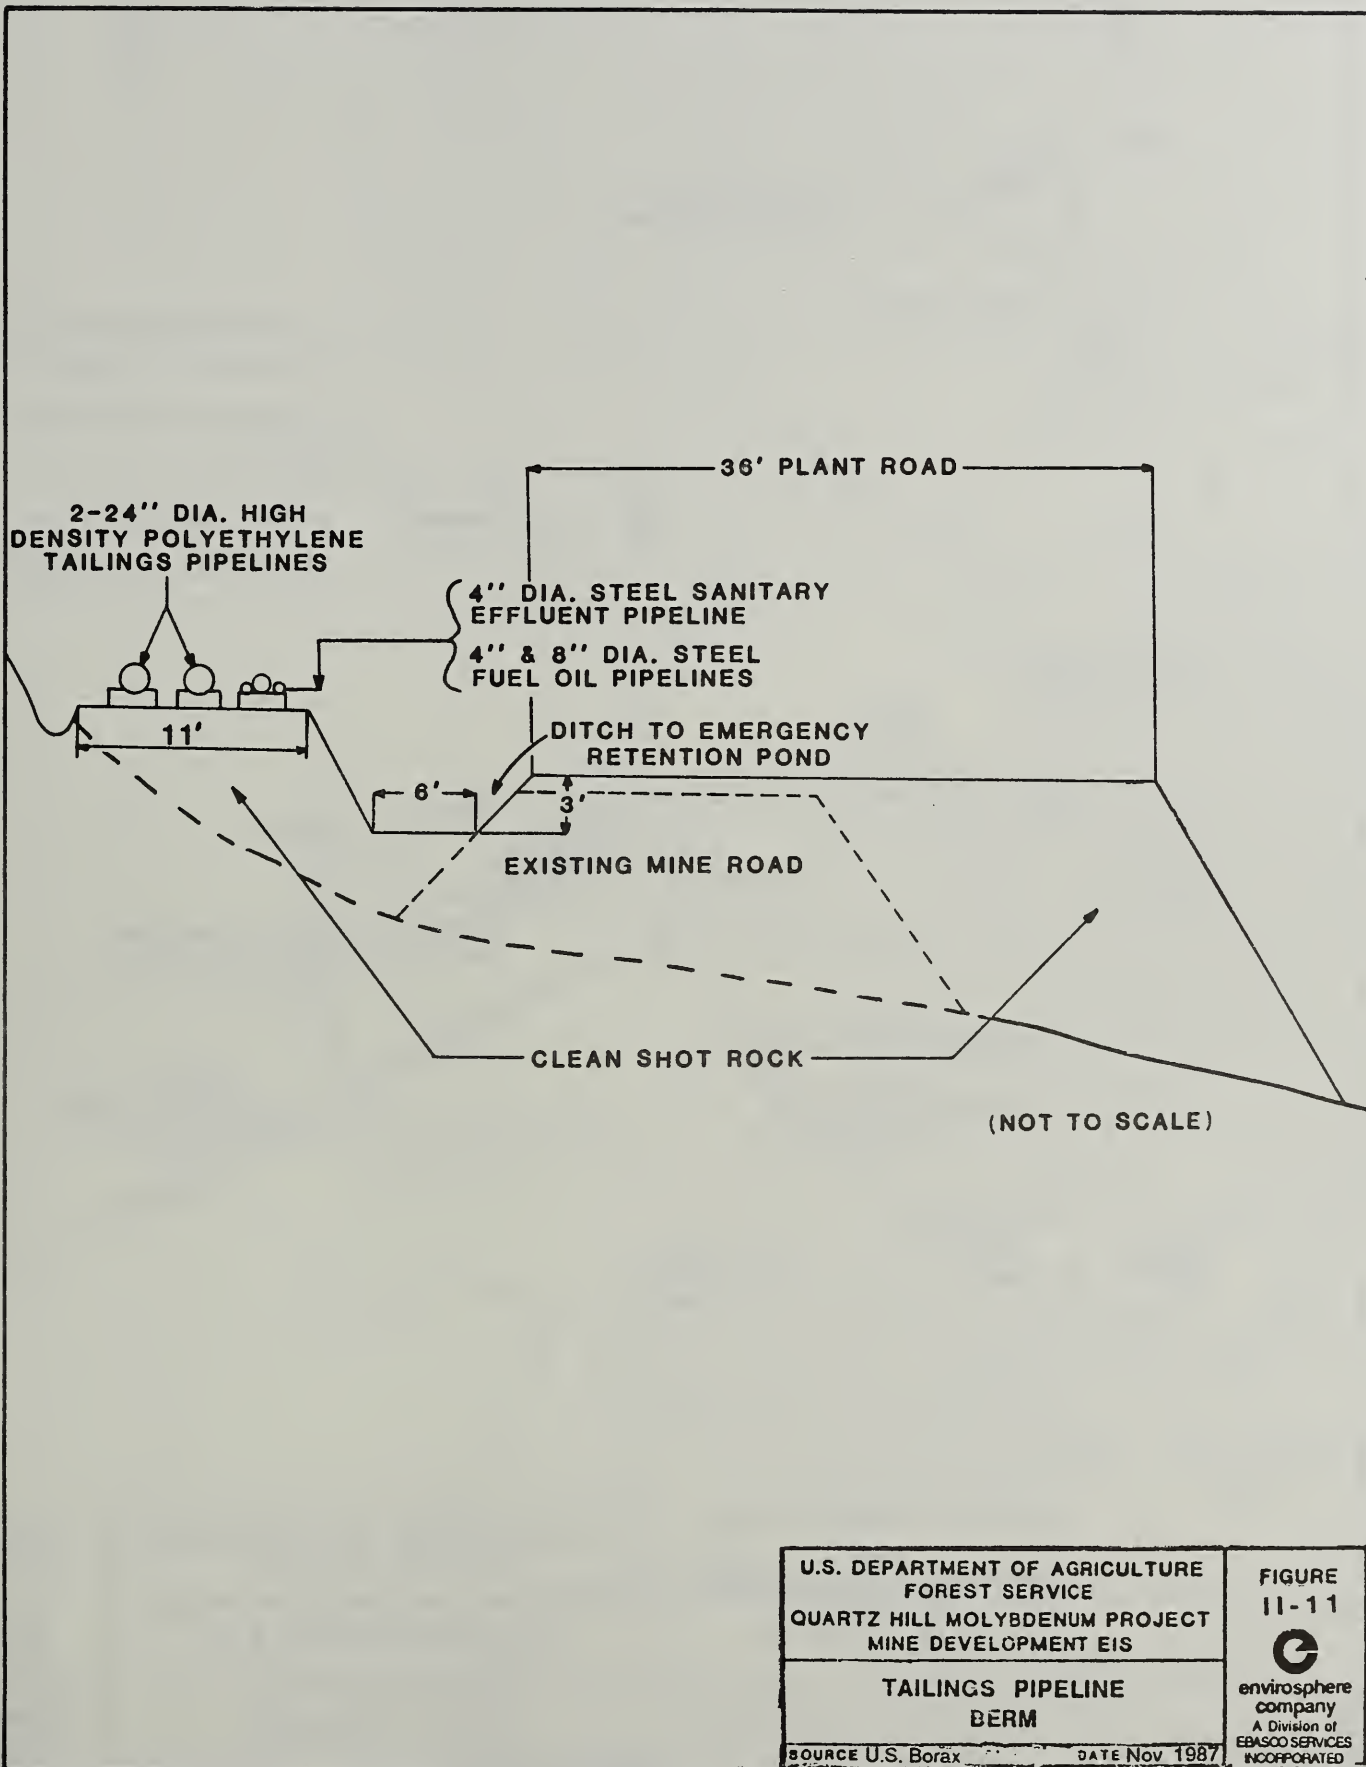 36' PLANT ROAD
2-24'' DIA. HIGH
DENSITY POLYETHYLENE
TAILINGS PIPELINES
4'' DIA. STEEL SANITARY
EFFLUENT PIPELINE
4'' & 8'' DIA. STEEL
FUEL OIL PIPELINES
11'
DITCH TO EMERGENCY
RETENTION POND
6'
3'
EXISTING MINE ROAD
CLEAN SHOT ROCK
(NOT TO SCALE)
U.S. DEPARTMENT OF AGRICULTURE
FOREST SERVICE
QUARTZ HILL MOLYBDENUM PROJECT
MINE DEVELOPMENT EIS
TAILINGS PIPELINE
BERM
SOURCE U.S. Borax DATE Nov 1987
FIGURE
II-11
envirosphere
company
A Division of
EBASCO SERVICES
INCORPORATED